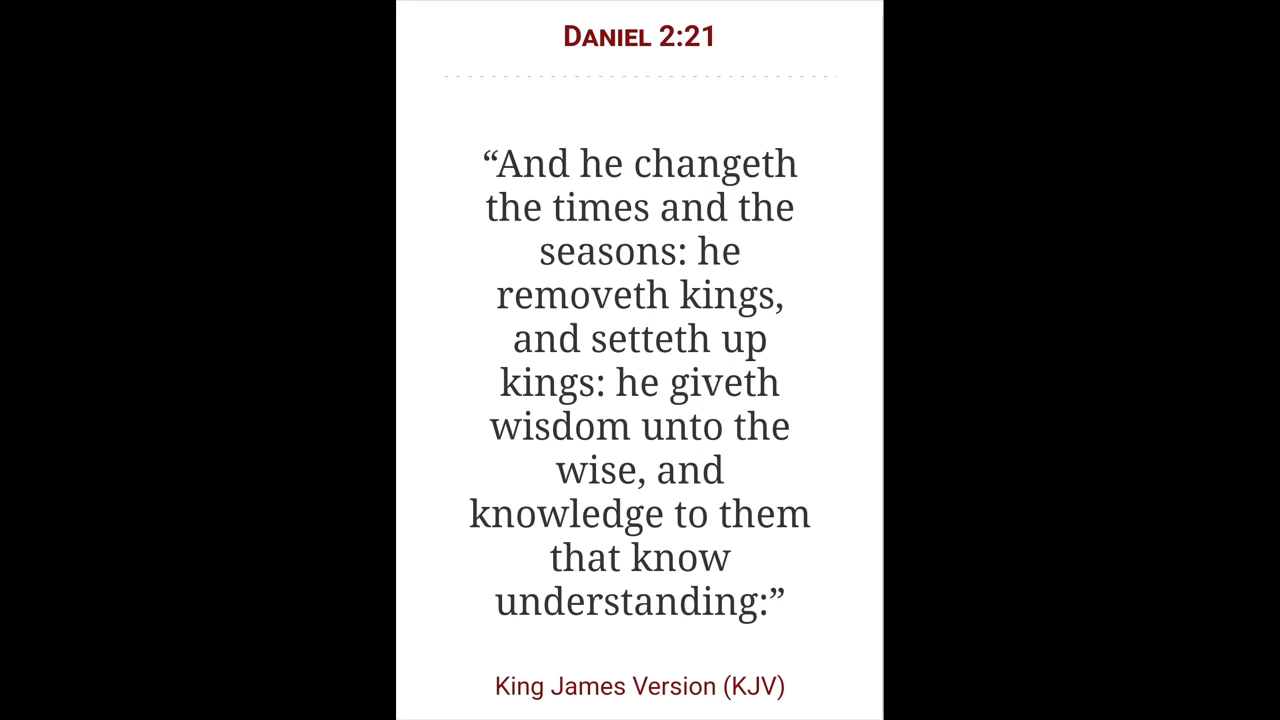 DANIEL 2:21
“And he changeth
the times and the
seasons: he
removeth kings,
and setteth up
kings: he giveth
wisdom unto the
wise, and
knowledge to them
that know
understanding:”
King James Version (KJV)